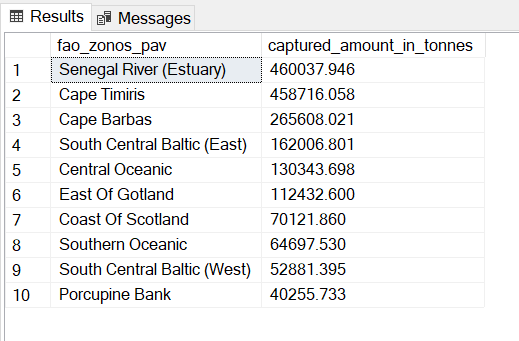 Results Messages
fao_zonos_pav captured_amount_in_tonnes
1 Senegal River (Estuary) 460037.946
2 Cape Timiris 458716.058
3 Cape Barbas 265608.021
4 South Central Baltic (East) 162006.801
5 Central Oceanic 130343.698
6 East Of Gotland 112432.600
7 Coast Of Scotland 70121.860
8 Southern Oceanic 64697.530
9 South Central Baltic (West) 52881.395
10 Porcupine Bank 40255.733